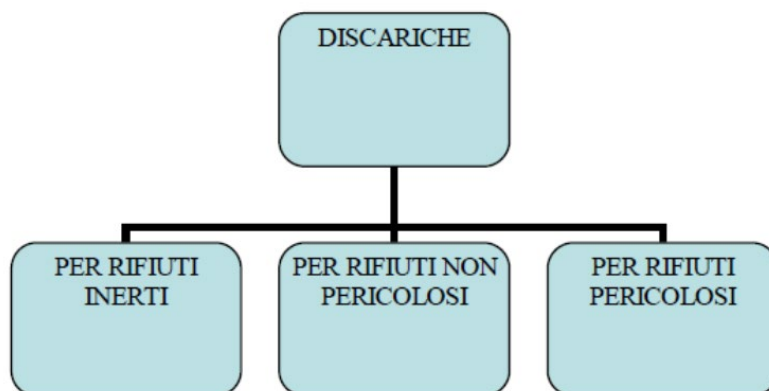 DISCARICHE
PER RIFIUTI
INERTI
PER RIFIUTI NON
PERICOLOSI
PER RIFIUTI
PERICOLOSI